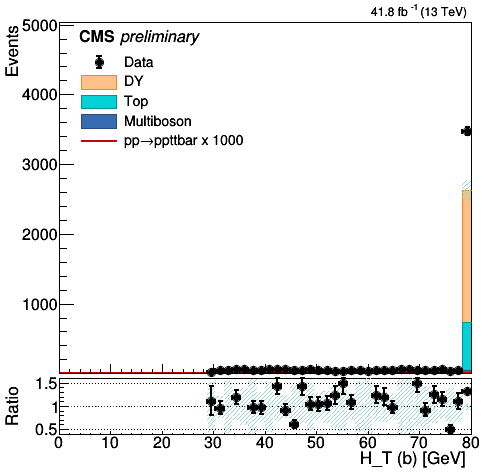 41.8 fb⁻¹ (13 TeV)
Events
5000
4000
3000
2000
1000
CMS preliminary
Data
DY
Top
Multiboson
pp→ppttbar x 1000
Ratio
1.5
1
0.5
0 10 20 30 40 50 60 70 80
H_T (b) [GeV]